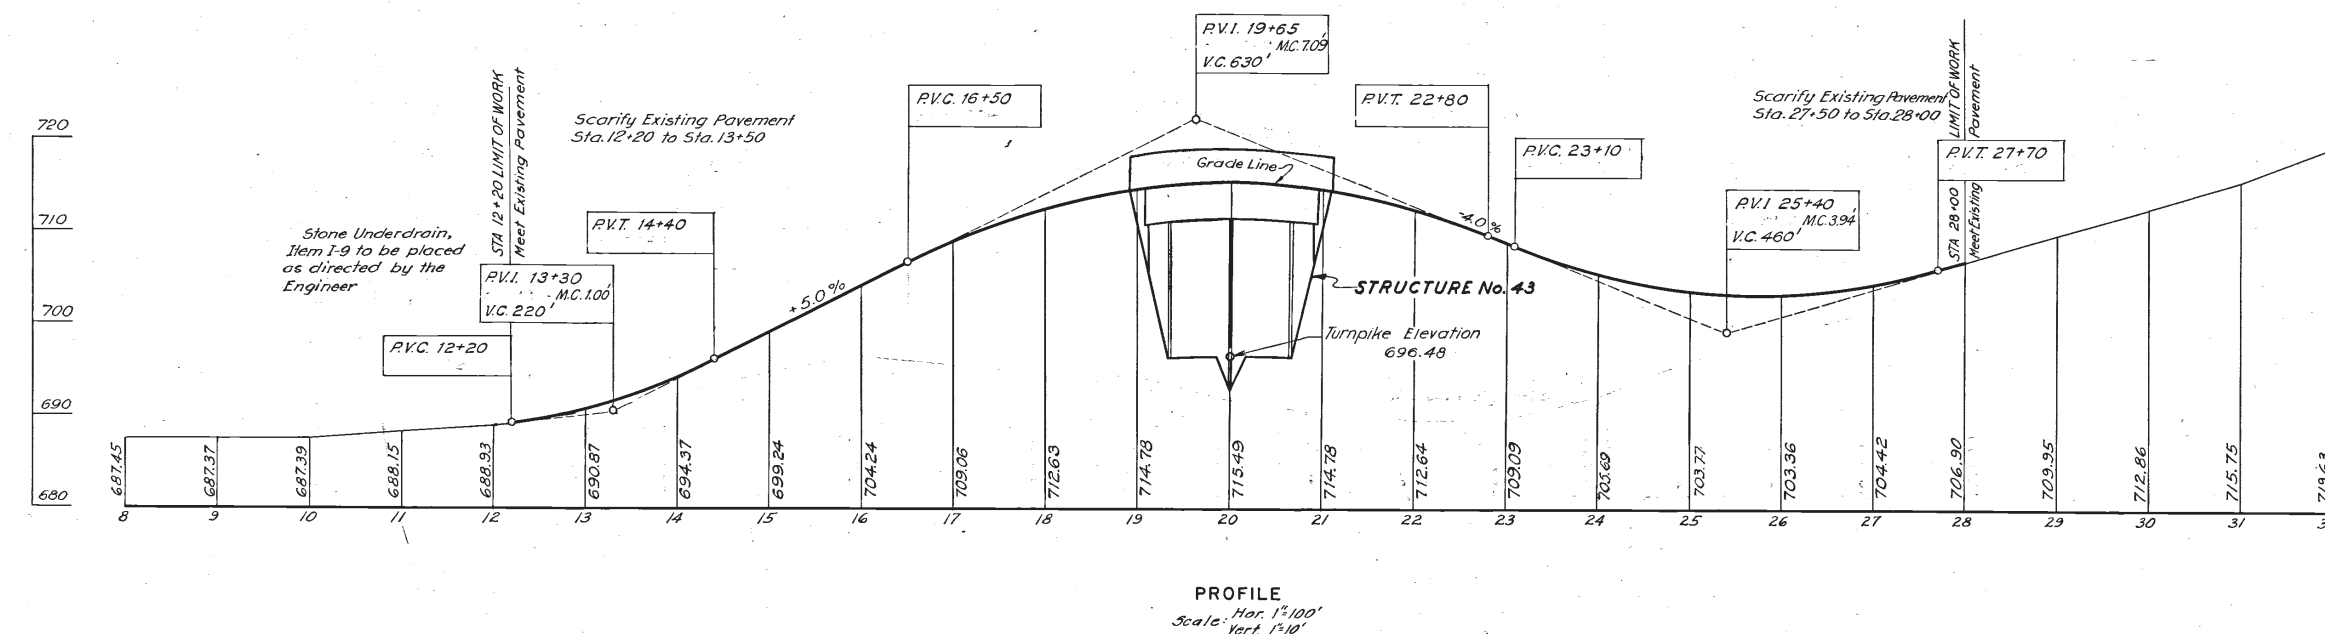 P.V.I. 19+65
M.C. 7.09'
V.C. 630'
P.V.C. 16+50
P.V.T. 22+80
P.V.C. 23+10
P.V.T. 27+70
P.V.I 25+40
M.C. 3.94'
V.C. 460'
STA 12+20 LIMIT OF WORK
Meet Existing Pavement
Scarify Existing Pavement
Sta. 12+20 to Sta. 13+50
Scarify Existing Pavement
Sta. 27+50 to Sta. 28+00
STA 28+00 LIMIT OF WORK
Meet Existing Pavement
Stone Underdrain,
Item I-9 to be placed
as directed by the
Engineer
P.V.T. 14+40
P.V.I. 13+30
M.C. 1.00'
V.C. 220'
P.V.C. 12+20
+5.0%
Grade Line
-4.0%
STRUCTURE No. 43
Turnpike Elevation
696.48
720
710
700
690
680
687.45
687.37
687.39
688.15
688.93
690.87
694.37
699.24
704.24
709.06
712.63
714.78
715.49
714.78
712.64
709.09
705.69
703.77
703.36
704.42
706.90
709.95
712.86
715.75
8 9 10 11 12 13 14 15 16 17 18 19 20 21 22 23 24 25 26 27 28 29 30 31
PROFILE
Scale: Hor. 1"=100'
Vert. 1"=10'